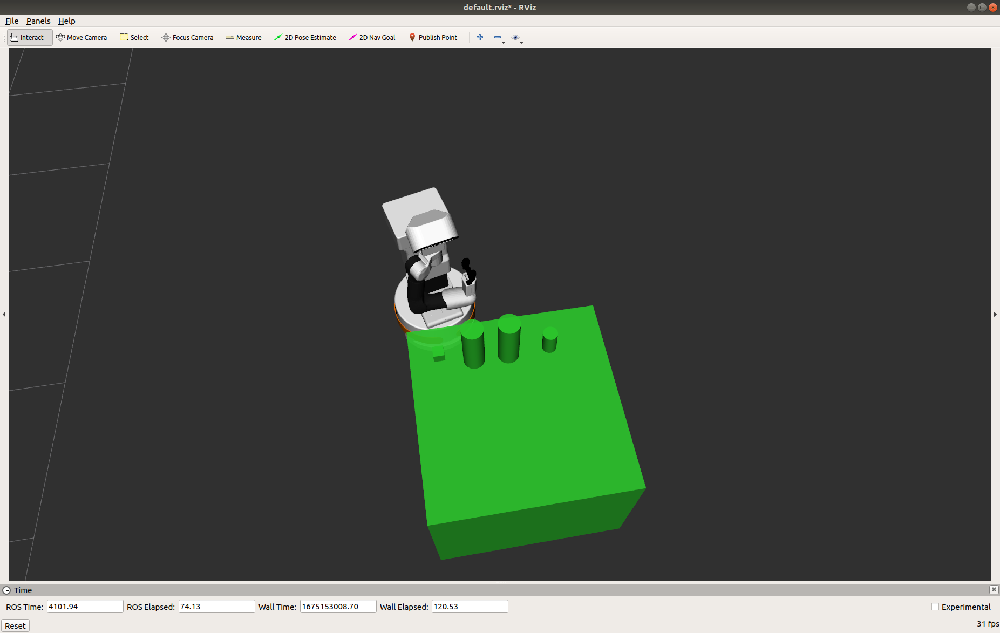 default.rviz* - RViz
File Panels Help
Interact Move Camera Select Focus Camera Measure 2D Pose Estimate 2D Nav Goal Publish Point
Time
ROS Time: 4101.94 ROS Elapsed: 74.13 Wall Time: 1675153008.70 Wall Elapsed: 120.53 Experimental
Reset 31 fps